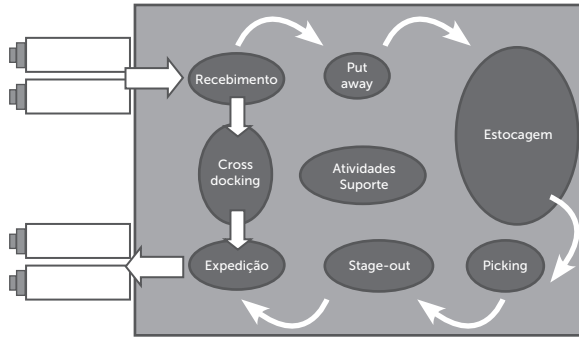 Recebimento
Put
away
Estocagem
Cross
docking
Atividades
Suporte
Expedição
Stage-out
Picking